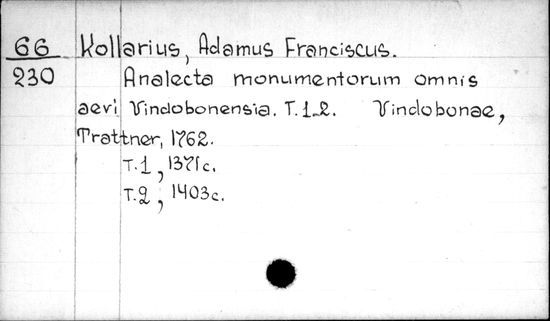 66 Kollarius, Adamus Franciscus.
230 Analecta monumentorum omnis
aevi Vindobonensia. T.1-2. Vindobonae,
Trattner, 1762.
T.1, 1371c.
T.2, 1403c.